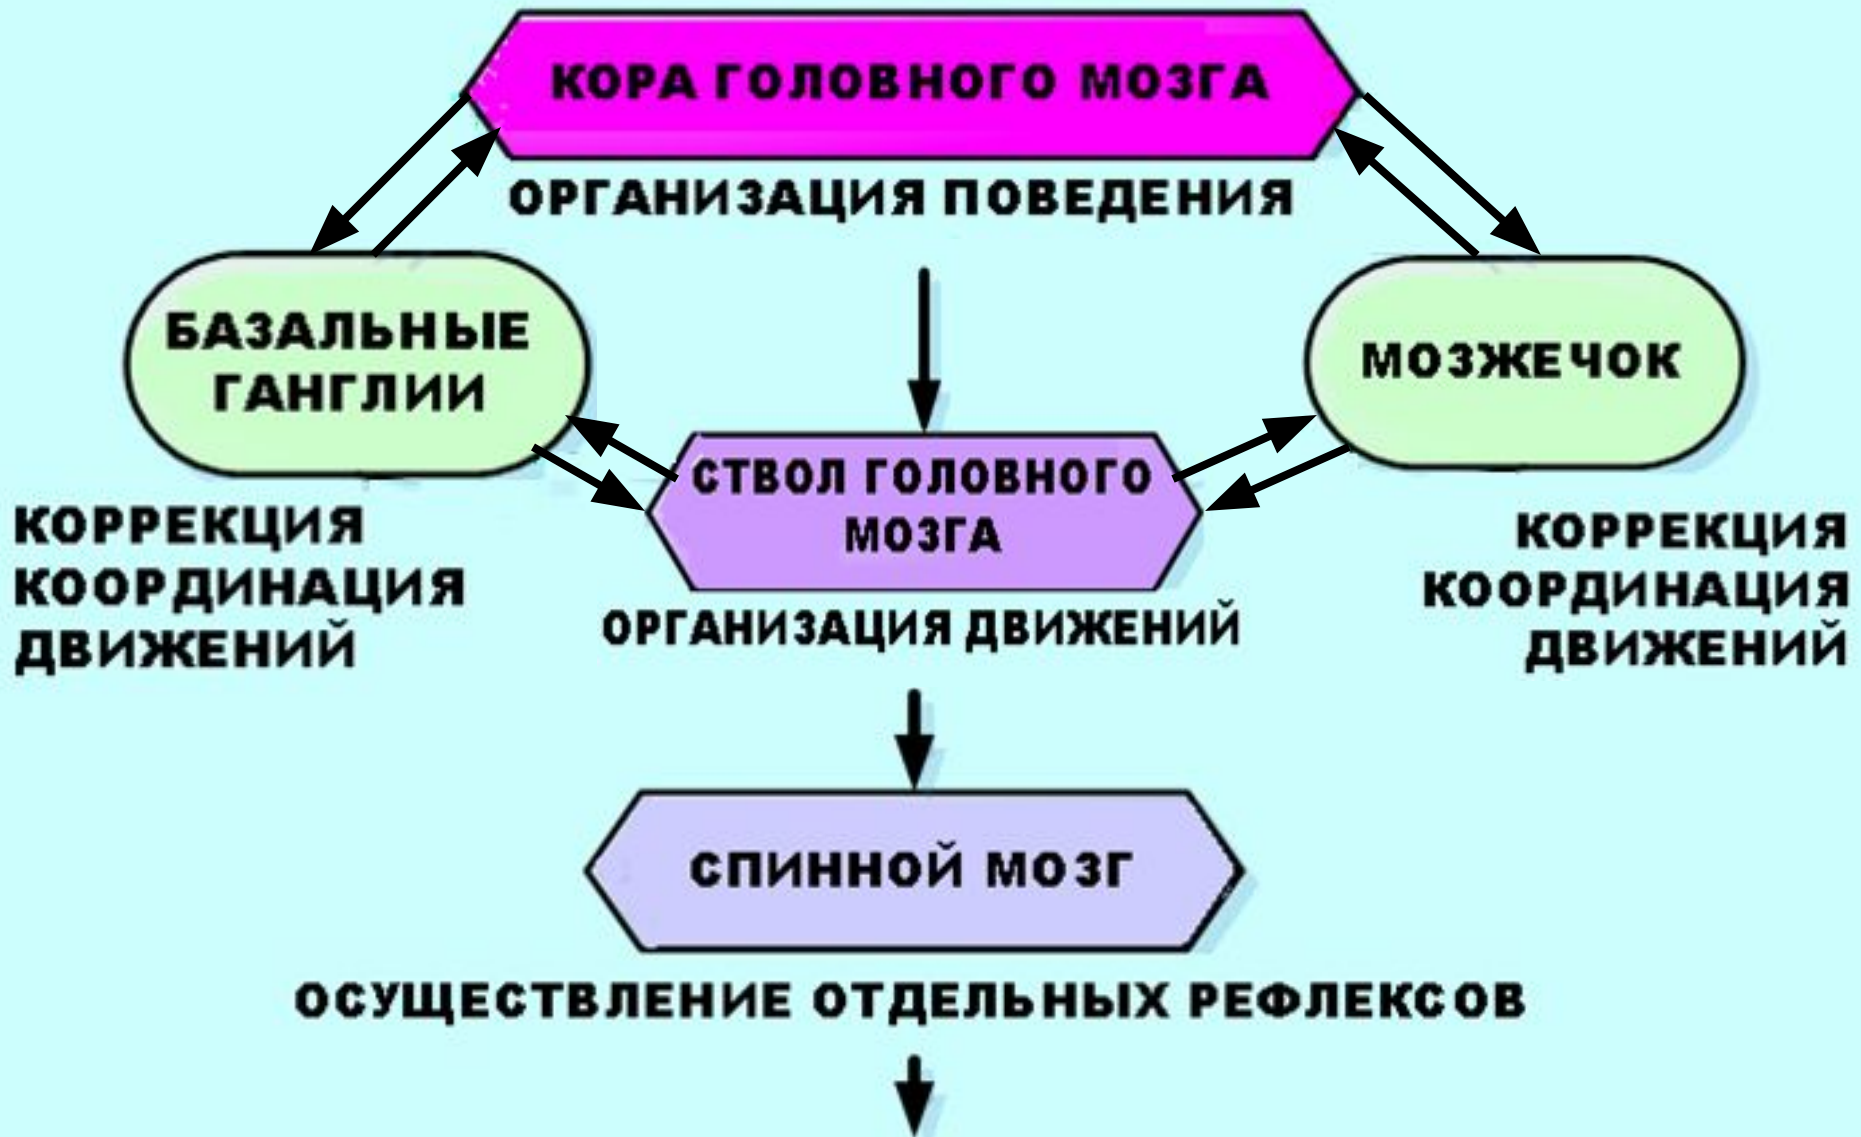 КОРА ГОЛОВНОГО МОЗГА
ОРГАНИЗАЦИЯ ПОВЕДЕНИЯ
БАЗАЛЬНЫЕ
ГАНГЛИИ
МОЗЖЕЧОК
СТВОЛ ГОЛОВНОГО
МОЗГА
КОРРЕКЦИЯ
КООРДИНАЦИЯ
ДВИЖЕНИЙ
ОРГАНИЗАЦИЯ ДВИЖЕНИЙ
КОРРЕКЦИЯ
КООРДИНАЦИЯ
ДВИЖЕНИЙ
СПИННОЙ МОЗГ
ОСУЩЕСТВЛЕНИЕ ОТДЕЛЬНЫХ РЕФЛЕКСОВ